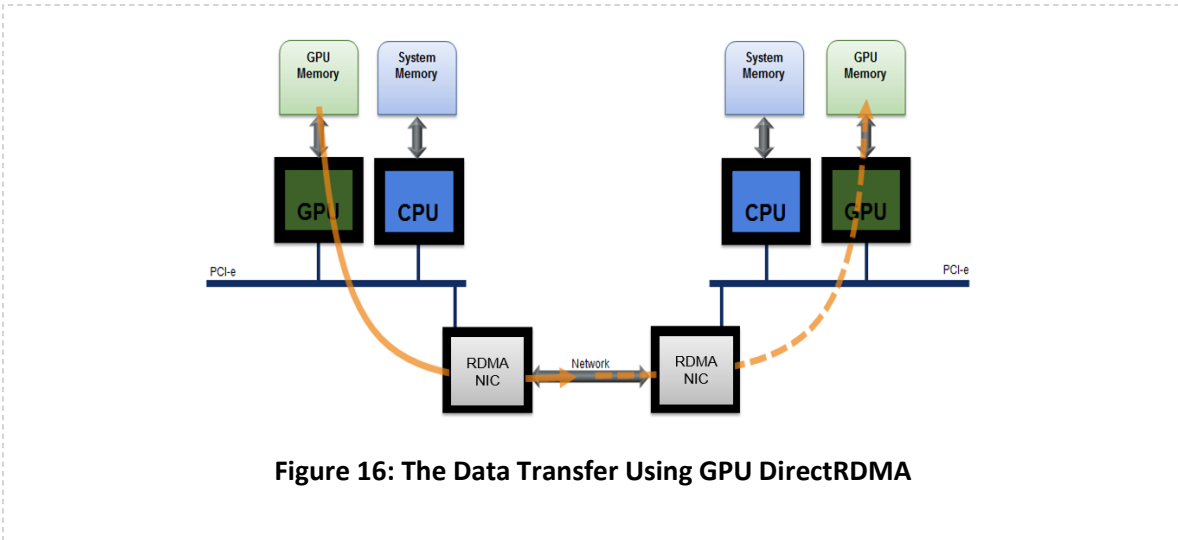 GPU
Memory
System
Memory
System
Memory
GPU
Memory
GPU
CPU
CPU
GPU
PCI-e
PCI-e
RDMA
NIC
Network
RDMA
NIC
Figure 16: The Data Transfer Using GPU DirectRDMA